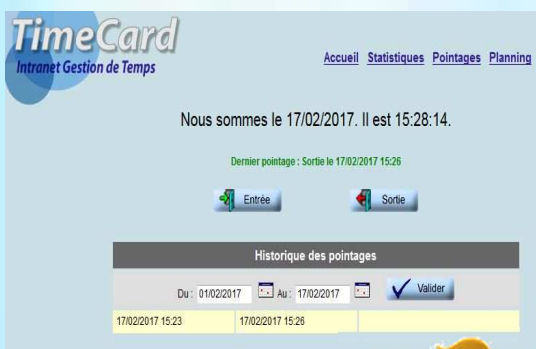 TimeCard
Intranet Gestion de Temps
Accueil Statistiques Pointages Planning
Nous sommes le 17/02/2017. Il est 15:28:14.
Dernier pointage : Sortie le 17/02/2017 15:26
Entrée Sortie
Historique des pointages
Du : 01/02/2017 Au : 17/02/2017 Valider
17/02/2017 15:23 17/02/2017 15:26